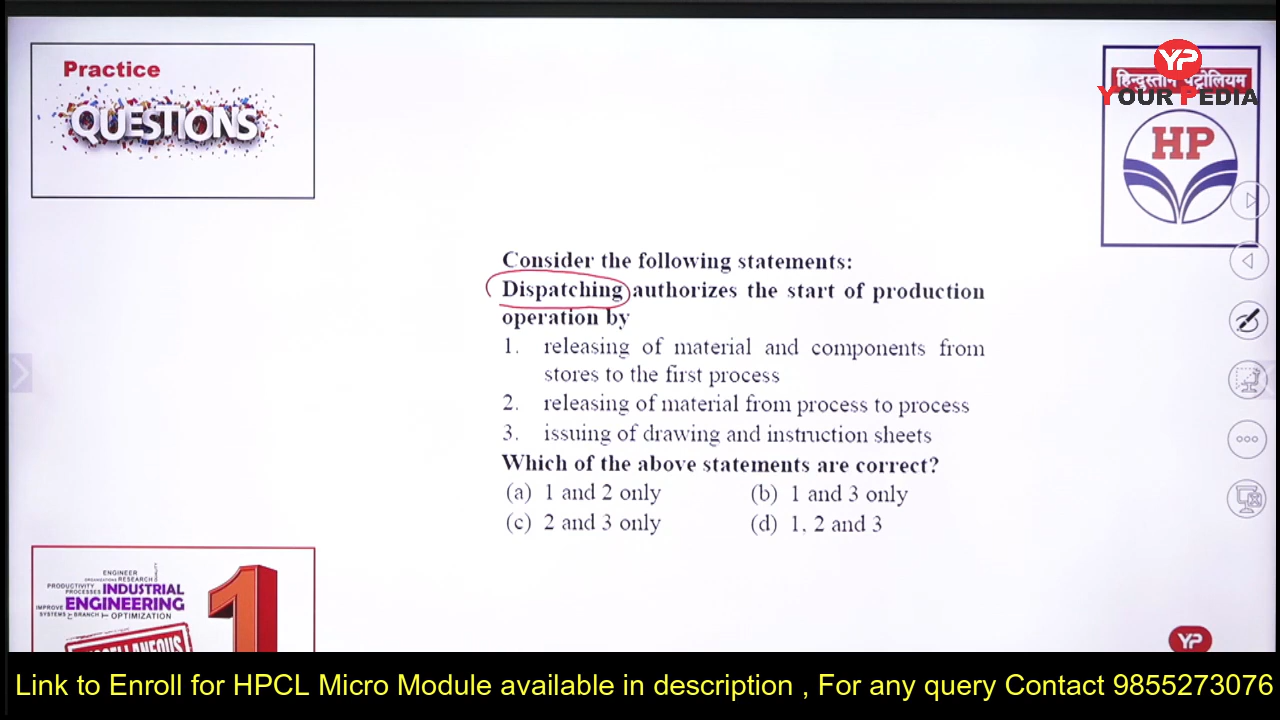 Practice
QUESTIONS
YP
हिन्दुस्तान पेट्रोलियम
YOUR PEDIA
HP
Consider the following statements:
Dispatching authorizes the start of production
operation by
1. releasing of material and components from
stores to the first process
2. releasing of material from process to process
3. issuing of drawing and instruction sheets
Which of the above statements are correct?
(a) 1 and 2 only (b) 1 and 3 only
(c) 2 and 3 only (d) 1, 2 and 3
ENGINEER
ORGANIZATIONS RESEARCH QUALITY
PRODUCTIVITY
PROCESSES INDUSTRIAL
ENGINEERING
IMPROVE
SYSTEMS BRANCH OPTIMIZATION
1
YP
Link to Enroll for HPCL Micro Module available in description , For any query Contact 9855273076